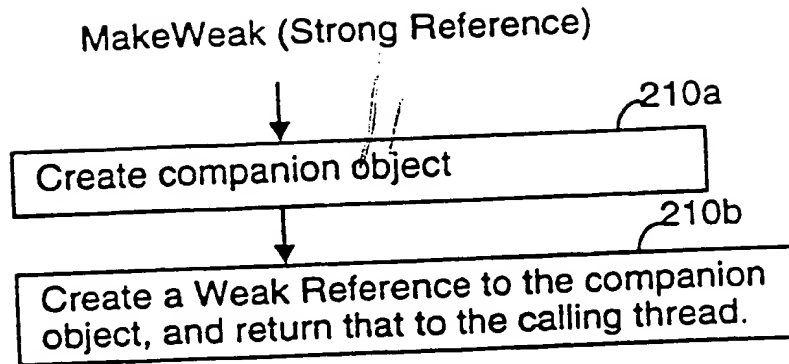 MakeWeak (Strong Reference)
210a
Create companion object
210b
Create a Weak Reference to the companion
object, and return that to the calling thread.